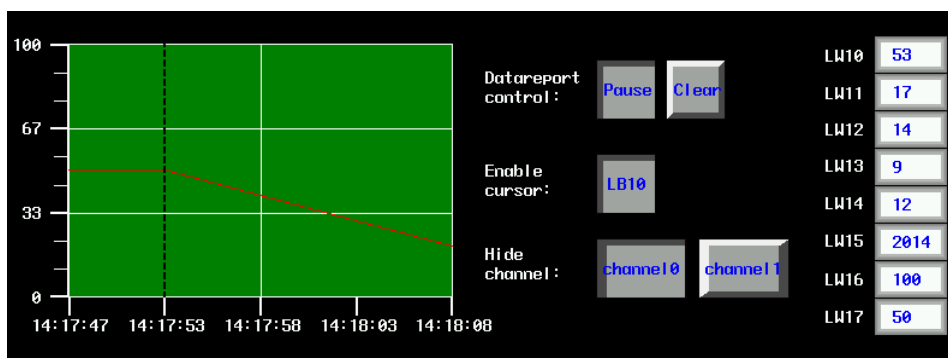 100
67
33
0
14:17:47 14:17:53 14:17:58 14:18:03 14:18:08
Datareport
control:
Pause
Clear
Enable
cursor:
LB10
Hide
channel:
channel0
channel1
LW10 53
LW11 17
LW12 14
LW13 9
LW14 12
LW15 2014
LW16 100
LW17 50